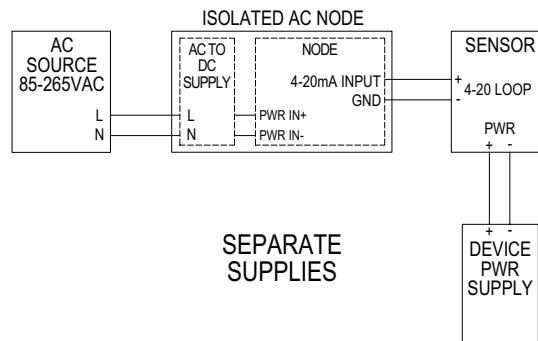 ISOLATED AC NODE
AC
SOURCE
85-265VAC
L
N
AC TO
DC
SUPPLY
L
N
NODE
4-20mA INPUT
GND
PWR IN+
PWR IN-
SENSOR
+
4-20 LOOP
-
PWR
+ -
+ -
DEVICE
PWR
SUPPLY
SEPARATE
SUPPLIES